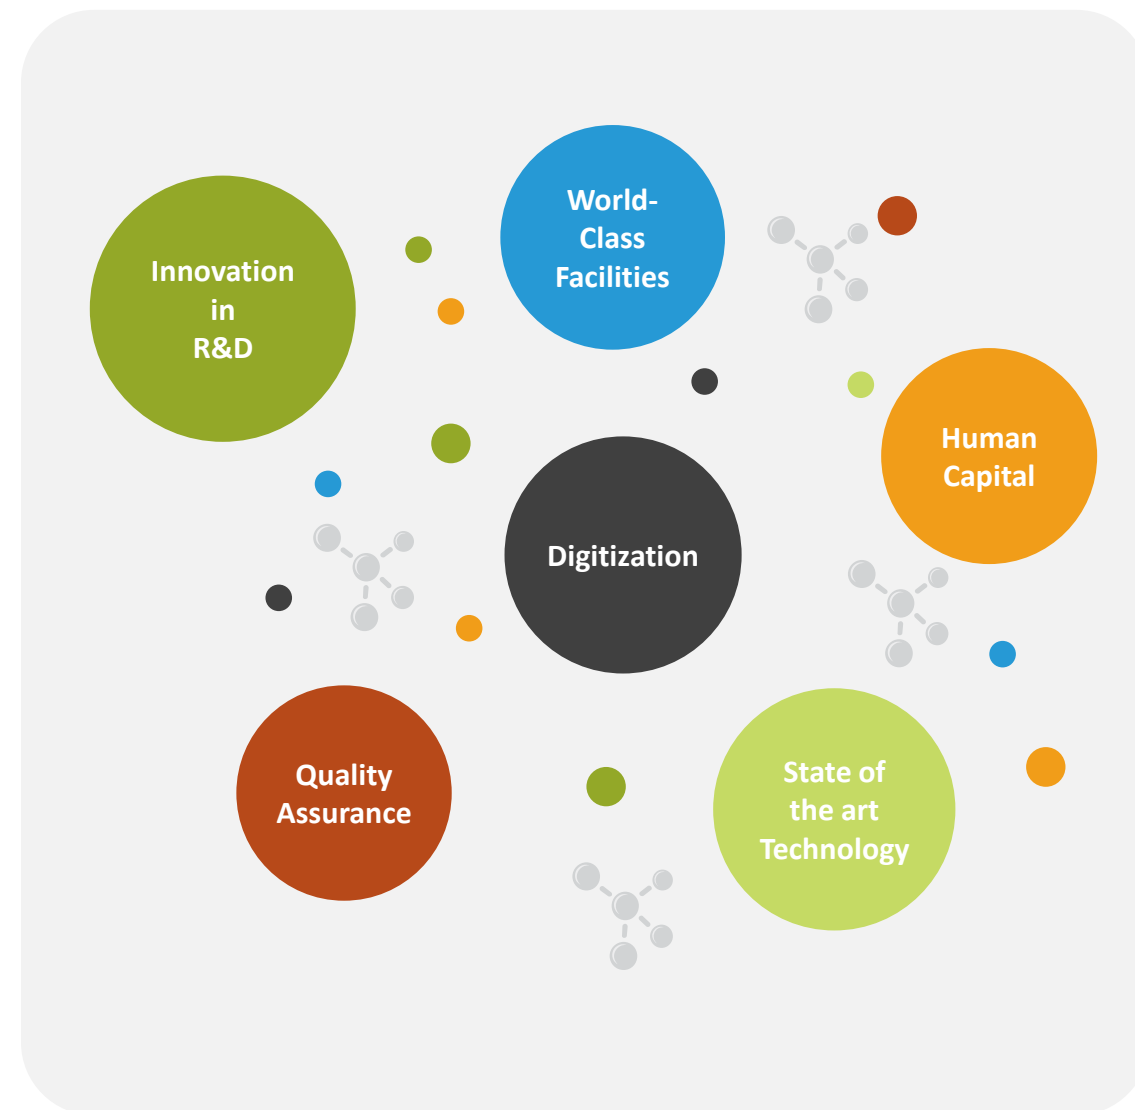 World-
Class
Facilities
Innovation
in
R&D
Human
Capital
Digitization
Quality
Assurance
State of
the art
Technology